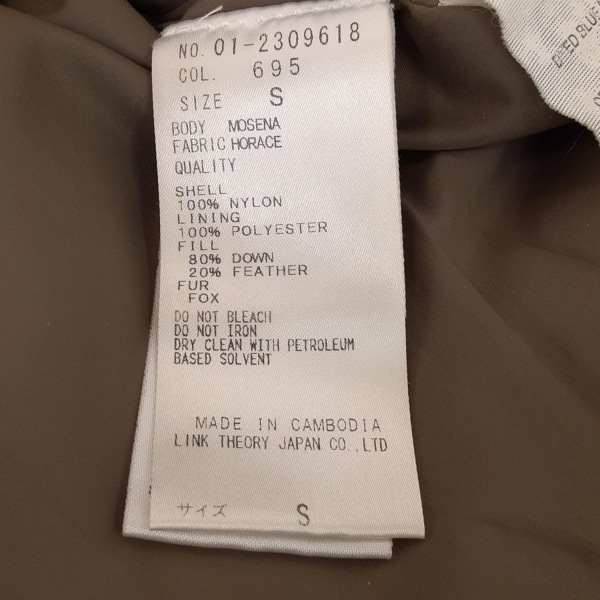 NO. 01-2309618
COL. 695
SIZE S
BODY MOSENA
FABRIC HORACE
QUALITY
SHELL
100% NYLON
LINING
100% POLYESTER
FILL
80% DOWN
20% FEATHER
FUR
FOX
DO NOT BLEACH
DO NOT IRON
DRY CLEAN WITH PETROLEUM
BASED SOLVENT
MADE IN CAMBODIA
LINK THEORY JAPAN CO.,LTD
サイズ S